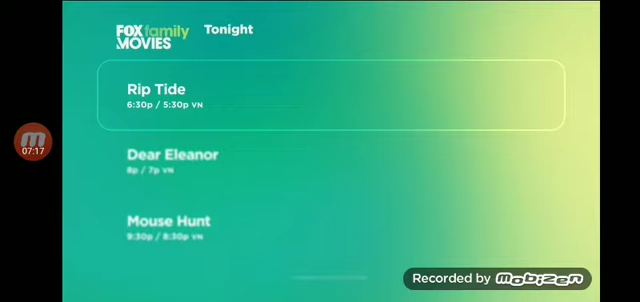 FOX family
MOVIES
Tonight
Rip Tide
6:30p / 5:30p VN
Dear Eleanor
8p / 7p VN
Mouse Hunt
9:30p / 8:30p VN
07:17
Recorded by mobizen